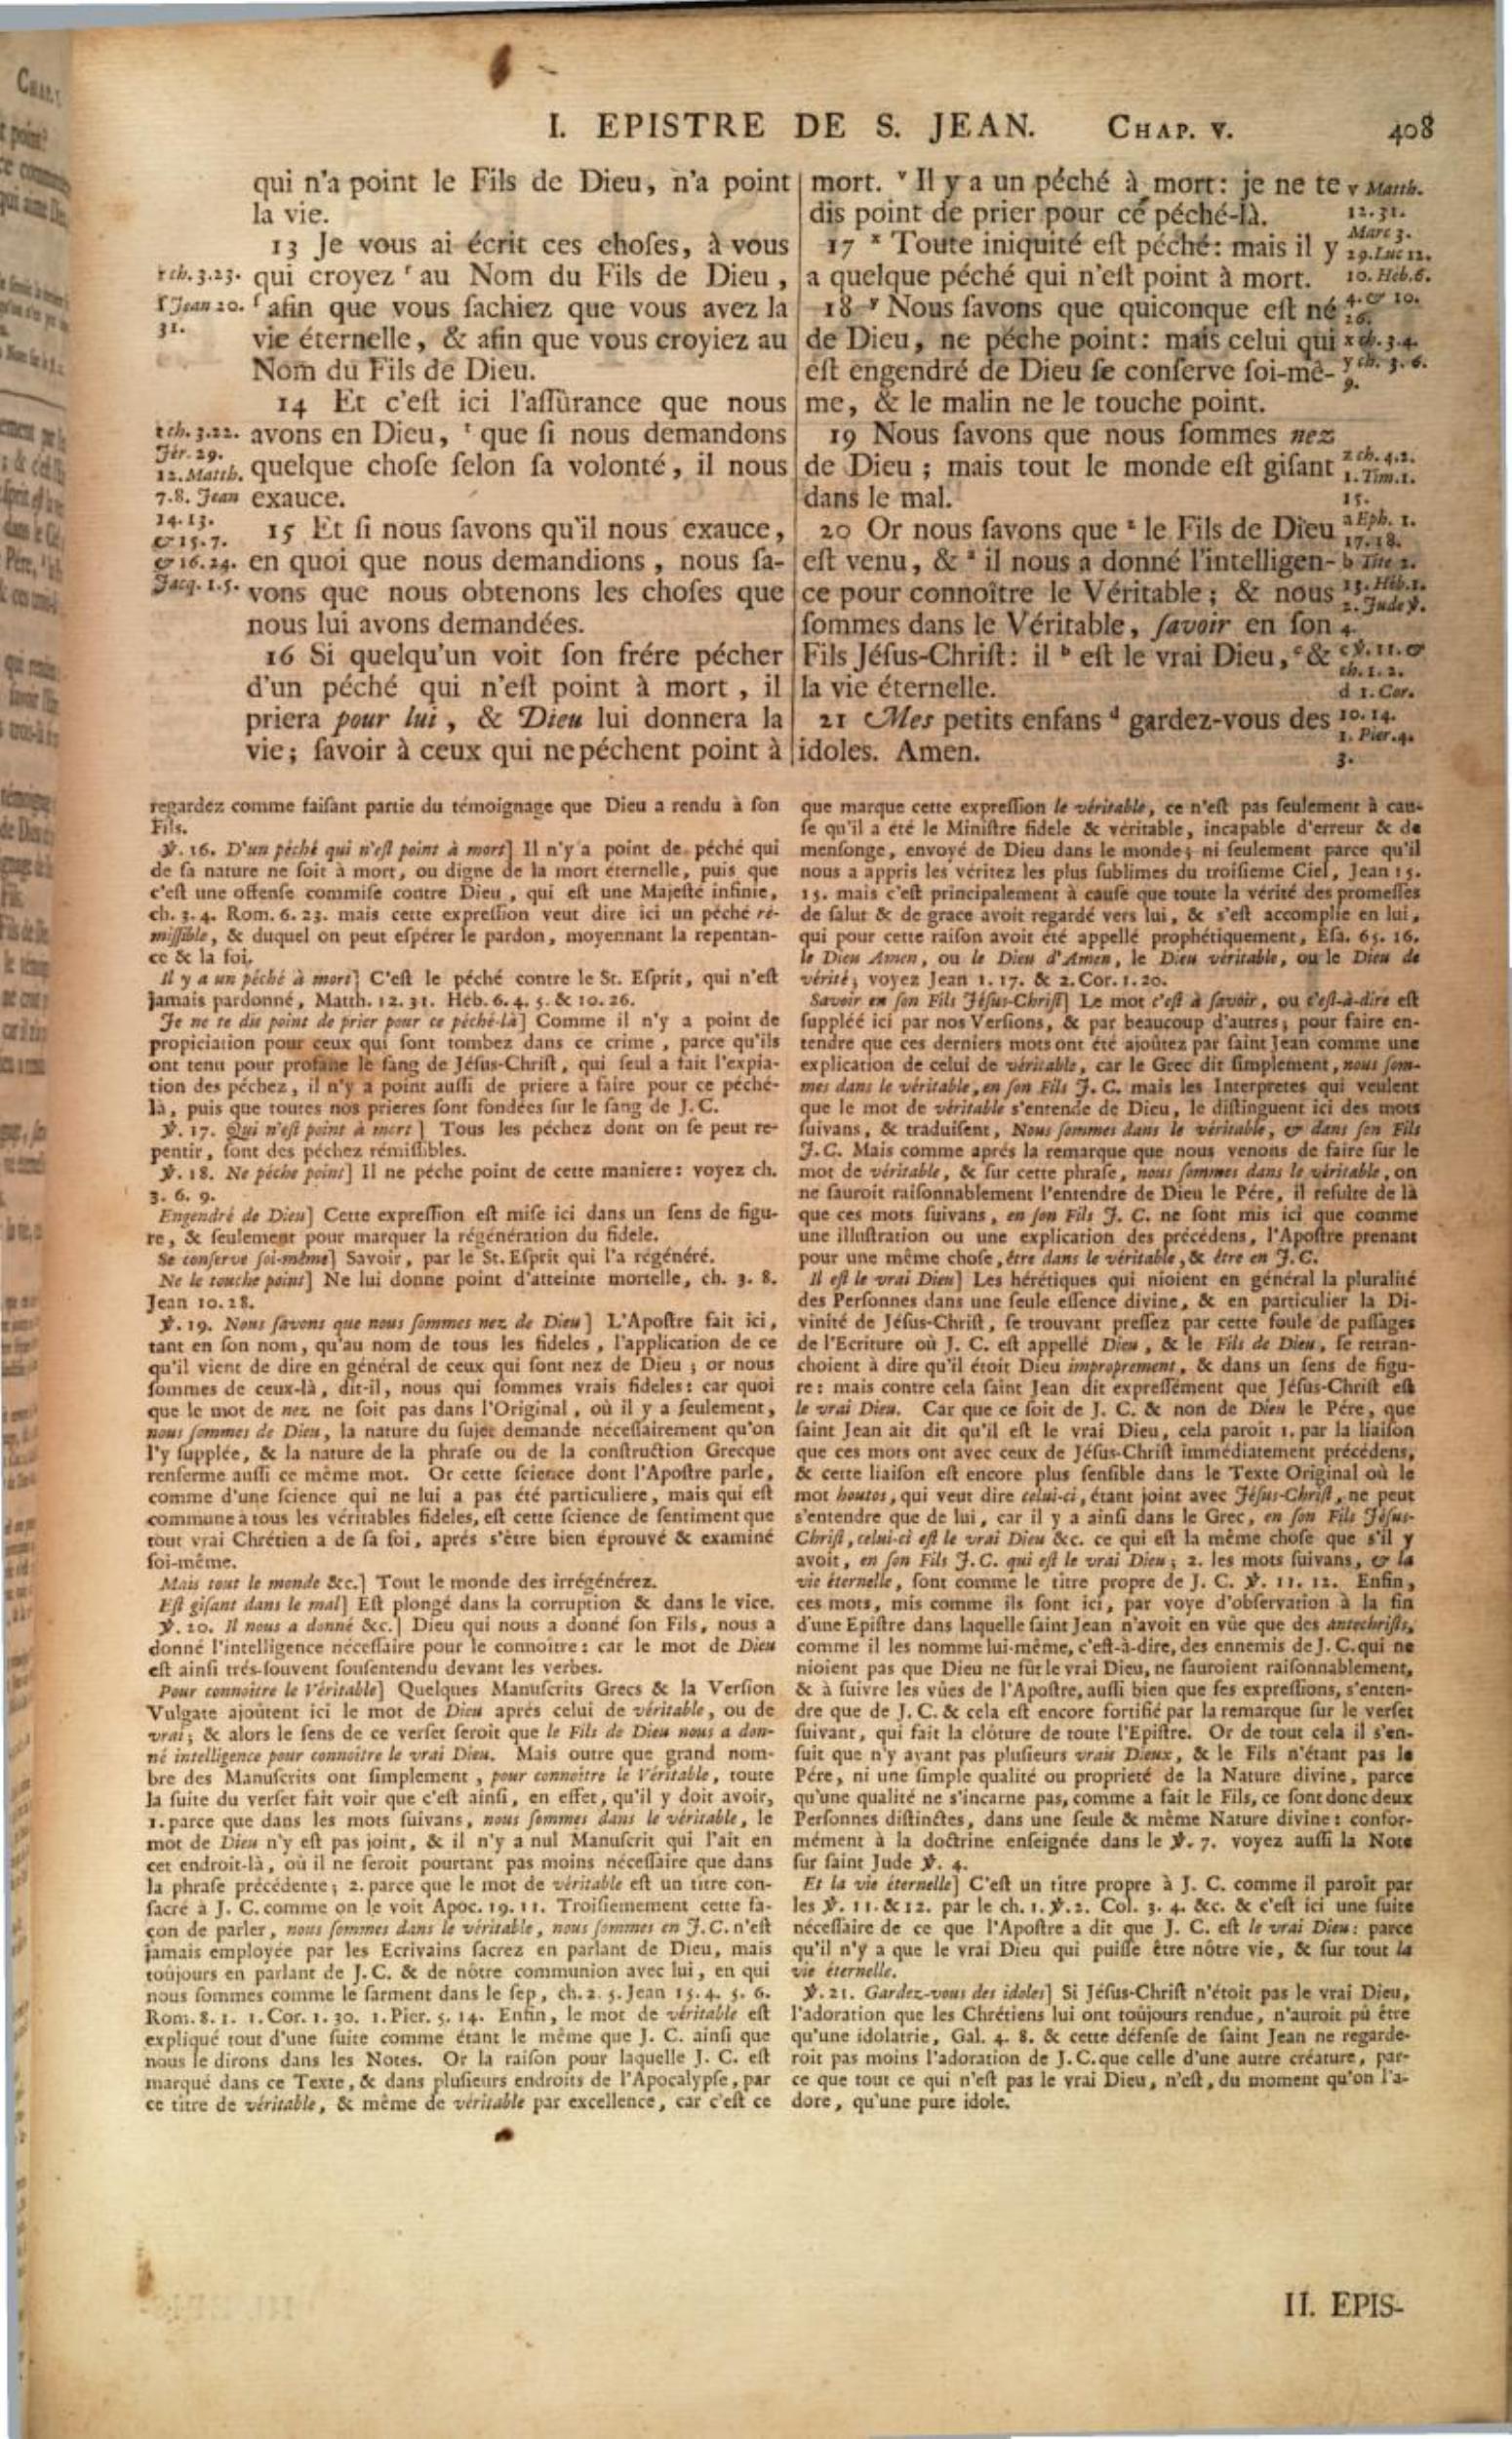 I. EPISTRE DE S. JEAN. CHAP. V. 408
qui n'a point le Fils de Dieu, n'a point
la vie.
13 Je vous ai écrit ces choſes, à vous
qui croyez ʳ au Nom du Fils de Dieu,
ſ afin que vous ſachiez que vous avez la
vie éternelle, & afin que vous croyiez au
Nom du Fils de Dieu.
14 Et c'eſt ici l'aſſûrance que nous
avons en Dieu, ᵗ que ſi nous demandons
quelque choſe ſelon ſa volonté, il nous
exauce.
15 Et ſi nous ſavons qu'il nous exauce,
en quoi que nous demandions, nous ſa-
vons que nous obtenons les choſes que
nous lui avons demandées.
16 Si quelqu'un voit ſon frére pécher
d'un péché qui n'eſt point à mort, il
priera pour lui, & Dieu lui donnera la
vie; ſavoir à ceux qui ne péchent point à
r ch. 3.23.
ſ Jean 20.
31.
t ch. 3.22.
Jér. 29.
12. Matth.
7.8. Jean
14.13.
& 15.7.
& 16.24.
Jacq. 1.5.
mort. ᵛ Il y a un péché à mort: je ne te
dis point de prier pour ce péché-là.
17 ˣ Toute iniquité eſt péché: mais il y
a quelque péché qui n'eſt point à mort.
18 ʸ Nous ſavons que quiconque eſt né
de Dieu, ne péche point: mais celui qui
eſt engendré de Dieu ſe conſerve ſoi-mê-
me, & le malin ne le touche point.
19 Nous ſavons que nous ſommes nez
de Dieu; mais tout le monde eſt giſant
dans le mal.
20 Or nous ſavons que ᶻ le Fils de Dieu
eſt venu, & ᵃ il nous a donné l'intelligen-
ce pour connoître le Véritable; & nous
ſommes dans le Véritable, ſavoir en ſon
Fils Jéſus-Chriſt: il ᵇ eſt le vrai Dieu, ᶜ &
la vie éternelle.
21 Mes petits enfans ᵈ gardez-vous des
idoles. Amen.
v Matth.
12.31.
Marc 3.
29. Luc 12.
10. Héb. 6.
4. & 10.
26.
x ch. 3.4.
y ch. 3. 6.
9.
z ch. 4.2.
1. Tim. 1.
15.
a Eph. 1.
17.18.
b Tite 2.
13. Héb. 1.
2. Jude ℣.
4.
c ℣. 11. &
ch. 1. 2.
d 1. Cor.
10.14.
1. Pier. 4.
3.
regardez comme faiſant partie du témoignage que Dieu a rendu à ſon
Fils.
℣. 16. D'un péché qui n'eſt point à mort] Il n'y a point de péché qui
de ſa nature ne ſoit à mort, ou digne de la mort éternelle, puis que
c'eſt une offenſe commiſe contre Dieu, qui eſt une Majeſté infinie,
ch. 3. 4. Rom. 6. 23. mais cette expreſſion veut dire ici un péché ré-
miſſible, & duquel on peut eſpérer le pardon, moyennant la repentan-
ce & la foi.
Il y a un péché à mort] C'eſt le péché contre le St. Eſprit, qui n'eſt
jamais pardonné, Matth. 12. 31. Héb. 6. 4. 5. & 10. 26.
Je ne te dis point de prier pour ce péché-là] Comme il n'y a point de
propiciation pour ceux qui ſont tombez dans ce crime, parce qu'ils
ont tenu pour profane le ſang de Jéſus-Chriſt, qui ſeul a fait l'expia-
tion des péchez, il n'y a point auſſi de priere à faire pour ce péché-
là, puis que toutes nos prieres ſont fondées ſur le ſang de J. C.
℣. 17. Qui n'eſt point à mort] Tous les péchez dont on ſe peut re-
pentir, ſont des péchez rémiſſibles.
℣. 18. Ne péche point] Il ne péche point de cette maniere: voyez ch.
3. 6. 9.
Engendré de Dieu] Cette expreſſion eſt miſe ici dans un ſens de figu-
re, & ſeulement pour marquer la régénération du fidele.
Se conſerve ſoi-même] Savoir, par le St. Eſprit qui l'a régénéré.
Ne le touche point] Ne lui donne point d'atteinte mortelle, ch. 3. 8.
Jean 10. 28.
℣. 19. Nous ſavons que nous ſommes nez de Dieu] L'Apoſtre fait ici,
tant en ſon nom, qu'au nom de tous les fideles, l'application de ce
qu'il vient de dire en général de ceux qui ſont nez de Dieu; or nous
ſommes de ceux-là, dit-il, nous qui ſommes vrais fideles: car quoi
que le mot de nez ne ſoit pas dans l'Original, où il y a ſeulement,
nous ſommes de Dieu, la nature du ſujet demande néceſſairement qu'on
l'y ſupplée, & la nature de la phraſe ou de la conſtruction Grecque
renferme auſſi ce même mot. Or cette ſcience dont l'Apoſtre parle,
comme d'une ſcience qui ne lui a pas été particuliere, mais qui eſt
commune à tous les véritables fideles, eſt cette ſcience de ſentiment que
tout vrai Chrétien a de ſa foi, aprés s'être bien éprouvé & examiné
ſoi-même.
Mais tout le monde &c.] Tout le monde des irrégénérez.
Eſt giſant dans le mal] Eſt plongé dans la corruption & dans le vice.
℣. 20. Il nous a donné &c.] Dieu qui nous a donné ſon Fils, nous a
donné l'intelligence néceſſaire pour le connoître: car le mot de Dieu
eſt ainſi trés-ſouvent ſouſentendu devant les verbes.
Pour connoître le Véritable] Quelques Manuſcrits Grecs & la Verſion
Vulgate ajoûtent ici le mot de Dieu aprés celui de véritable, ou de
vrai; & alors le ſens de ce verſet ſeroit que le Fils de Dieu nous a don-
né intelligence pour connoître le vrai Dieu. Mais outre que grand nom-
bre des Manuſcrits ont ſimplement, pour connoître le Véritable, toute
la ſuite du verſet fait voir que c'eſt ainſi, en effet, qu'il y doit avoir,
1. parce que dans les mots ſuivans, nous ſommes dans le véritable, le
mot de Dieu n'y eſt pas joint, & il n'y a nul Manuſcrit qui l'ait en
cet endroit-là, où il ne ſeroit pourtant pas moins néceſſaire que dans
la phraſe précédente; 2. parce que le mot de véritable eſt un titre con-
ſacré à J. C. comme on le voit Apoc. 19. 11. Troiſiemement cette fa-
çon de parler, nous ſommes dans le véritable, nous ſommes en J. C. n'eſt
jamais employée par les Ecrivains ſacrez en parlant de Dieu, mais
toûjours en parlant de J. C. & de nôtre communion avec lui, en qui
nous ſommes comme le ſarment dans le ſep, ch. 2. 5. Jean 15. 4. 5. 6.
Rom. 8. 1. 1. Cor. 1. 30. 1. Pier. 5. 14. Enfin, le mot de véritable eſt
expliqué tout d'une ſuite comme étant le même que J. C. ainſi que
nous le dirons dans les Notes. Or la raiſon pour laquelle J. C. eſt
marqué dans ce Texte, & dans pluſieurs endroits de l'Apocalypſe, par
ce titre de véritable, & même de véritable par excellence, car c'eſt ce
que marque cette expreſſion le véritable, ce n'eſt pas ſeulement à cau-
ſe qu'il a été le Miniſtre fidele & véritable, incapable d'erreur & de
menſonge, envoyé de Dieu dans le monde; ni ſeulement parce qu'il
nous a appris les véritez les plus ſublimes du troiſieme Ciel, Jean 15.
15. mais c'eſt principalement à cauſe que toute la vérité des promeſſes
de ſalut & de grace avoit regardé vers lui, & s'eſt accomplie en lui,
qui pour cette raiſon avoit été appellé prophétiquement, Eſa. 65. 16.
le Dieu Amen, ou le Dieu d'Amen, le Dieu véritable, ou le Dieu de
vérité; voyez Jean 1. 17. & 2. Cor. 1. 20.
Savoir en ſon Fils Jéſus-Chriſt] Le mot c'eſt à ſavoir, ou c'eſt-à-dire eſt
ſuppléé ici par nos Verſions, & par beaucoup d'autres; pour faire en-
tendre que ces derniers mots ont été ajoûtez par ſaint Jean comme une
explication de celui de véritable, car le Grec dit ſimplement, nous ſom-
mes dans le véritable, en ſon Fils J. C. mais les Interpretes qui veulent
que le mot de véritable s'entende de Dieu, le diſtinguent ici des mots
ſuivans, & traduiſent, Nous ſommes dans le véritable, & dans ſon Fils
J. C. Mais comme aprés la remarque que nous venons de faire ſur le
mot de véritable, & ſur cette phraſe, nous ſommes dans le véritable, on
ne ſauroit raiſonnablement l'entendre de Dieu le Pére, il reſulte de là
que ces mots ſuivans, en ſon Fils J. C. ne ſont mis ici que comme
une illuſtration ou une explication des précédens, l'Apoſtre prenant
pour une même choſe, être dans le véritable, & être en J. C.
Il eſt le vrai Dieu] Les hérétiques qui nioient en général la pluralité
des Perſonnes dans une ſeule eſſence divine, & en particulier la Di-
vinité de Jéſus-Chriſt, ſe trouvant preſſez par cette foule de paſſages
de l'Ecriture où J. C. eſt appellé Dieu, & le Fils de Dieu, ſe retran-
choient à dire qu'il étoit Dieu improprement, & dans un ſens de figu-
re: mais contre cela ſaint Jean dit expreſſément que Jéſus-Chriſt eſt
le vrai Dieu. Car que ce ſoit de J. C. & non de Dieu le Pére, que
ſaint Jean ait dit qu'il eſt le vrai Dieu, cela paroît 1. par la liaiſon
que ces mots ont avec ceux de Jéſus-Chriſt immédiatement précédens,
& cette liaiſon eſt encore plus ſenſible dans le Texte Original où le
mot houtos, qui veut dire celui-ci, étant joint avec Jéſus-Chriſt, ne peut
s'entendre que de lui, car il y a ainſi dans le Grec, en ſon Fils Jéſus-
Chriſt, celui-ci eſt le vrai Dieu &c. ce qui eſt la même choſe que s'il y
avoit, en ſon Fils J. C. qui eſt le vrai Dieu; 2. les mots ſuivans, & la
vie éternelle, ſont comme le titre propre de J. C. ℣. 11. 12. Enfin,
ces mots, mis comme ils ſont ici, par voye d'obſervation à la fin
d'une Epiſtre dans laquelle ſaint Jean n'avoit en vûe que des antechriſts,
comme il les nomme lui-même, c'eſt-à-dire, des ennemis de J. C. qui ne
nioient pas que Dieu ne fût le vrai Dieu, ne ſauroient raiſonnablement,
& à ſuivre les vûes de l'Apoſtre, auſſi bien que ſes expreſſions, s'enten-
dre que de J. C. & cela eſt encore fortifié par la remarque ſur le verſet
ſuivant, qui fait la clôture de toute l'Epiſtre. Or de tout cela il s'en-
ſuit que n'y ayant pas pluſieurs vrais Dieux, & le Fils n'étant pas le
Pére, ni une ſimple qualité ou proprieté de la Nature divine, parce
qu'une qualité ne s'incarne pas, comme a fait le Fils, ce ſont donc deux
Perſonnes diſtinctes, dans une ſeule & même Nature divine: confor-
mément à la doctrine enſeignée dans le ℣. 7. voyez auſſi la Note
ſur ſaint Jude ℣. 4.
Et la vie éternelle] C'eſt un titre propre à J. C. comme il paroît par
les ℣. 11. & 12. par le ch. 1. ℣. 2. Col. 3. 4. &c. & c'eſt ici une ſuite
néceſſaire de ce que l'Apoſtre a dit que J. C. eſt le vrai Dieu: parce
qu'il n'y a que le vrai Dieu qui puiſſe être nôtre vie, & ſur tout la
vie éternelle.
℣. 21. Gardez-vous des idoles] Si Jéſus-Chriſt n'étoit pas le vrai Dieu,
l'adoration que les Chrétiens lui ont toûjours rendue, n'auroit pû être
qu'une idolatrie, Gal. 4. 8. & cette défenſe de ſaint Jean ne regarde-
roit pas moins l'adoration de J. C. que celle d'une autre créature, par-
ce que tout ce qui n'eſt pas le vrai Dieu, n'eſt, du moment qu'on l'a-
dore, qu'une pure idole.
II. EPIS-